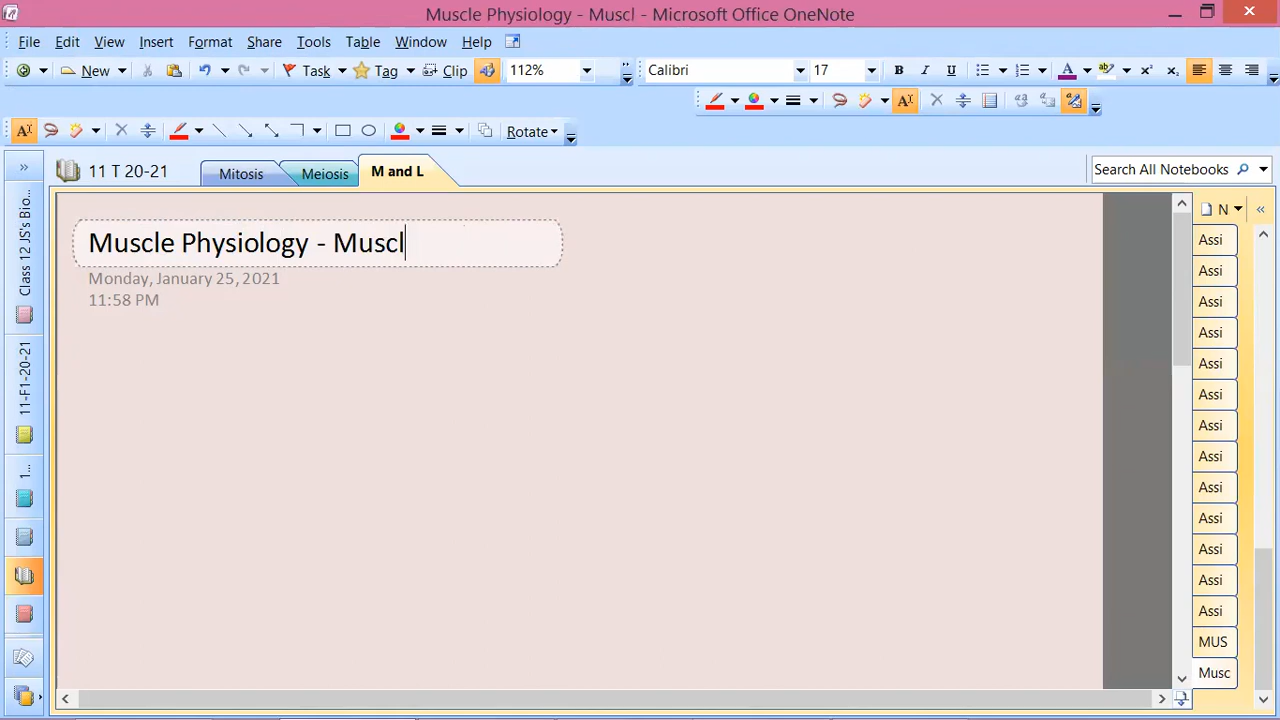 Muscle Physiology - Muscl - Microsoft Office OneNote
File Edit View Insert Format Share Tools Table Window Help
New Task Tag Clip 112% Calibri 17 B I U
Rotate
11 T 20-21 Mitosis Meiosis M and L Search All Notebooks
Class 12 JS's Bio...
11-F1-20-21
1...
Muscle Physiology - Muscl
Monday, January 25, 2021
11:58 PM
N
Assi
Assi
Assi
Assi
Assi
Assi
Assi
Assi
Assi
Assi
Assi
Assi
Assi
MUS
Musc